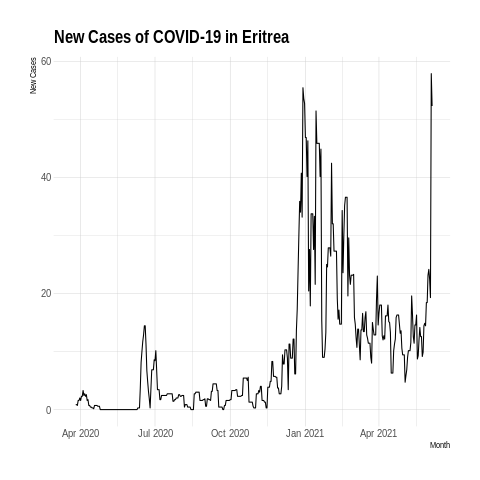 New Cases of COVID-19 in Eritrea
New Cases
60
40
20
0
Apr 2020 Jul 2020 Oct 2020 Jan 2021 Apr 2021
Month